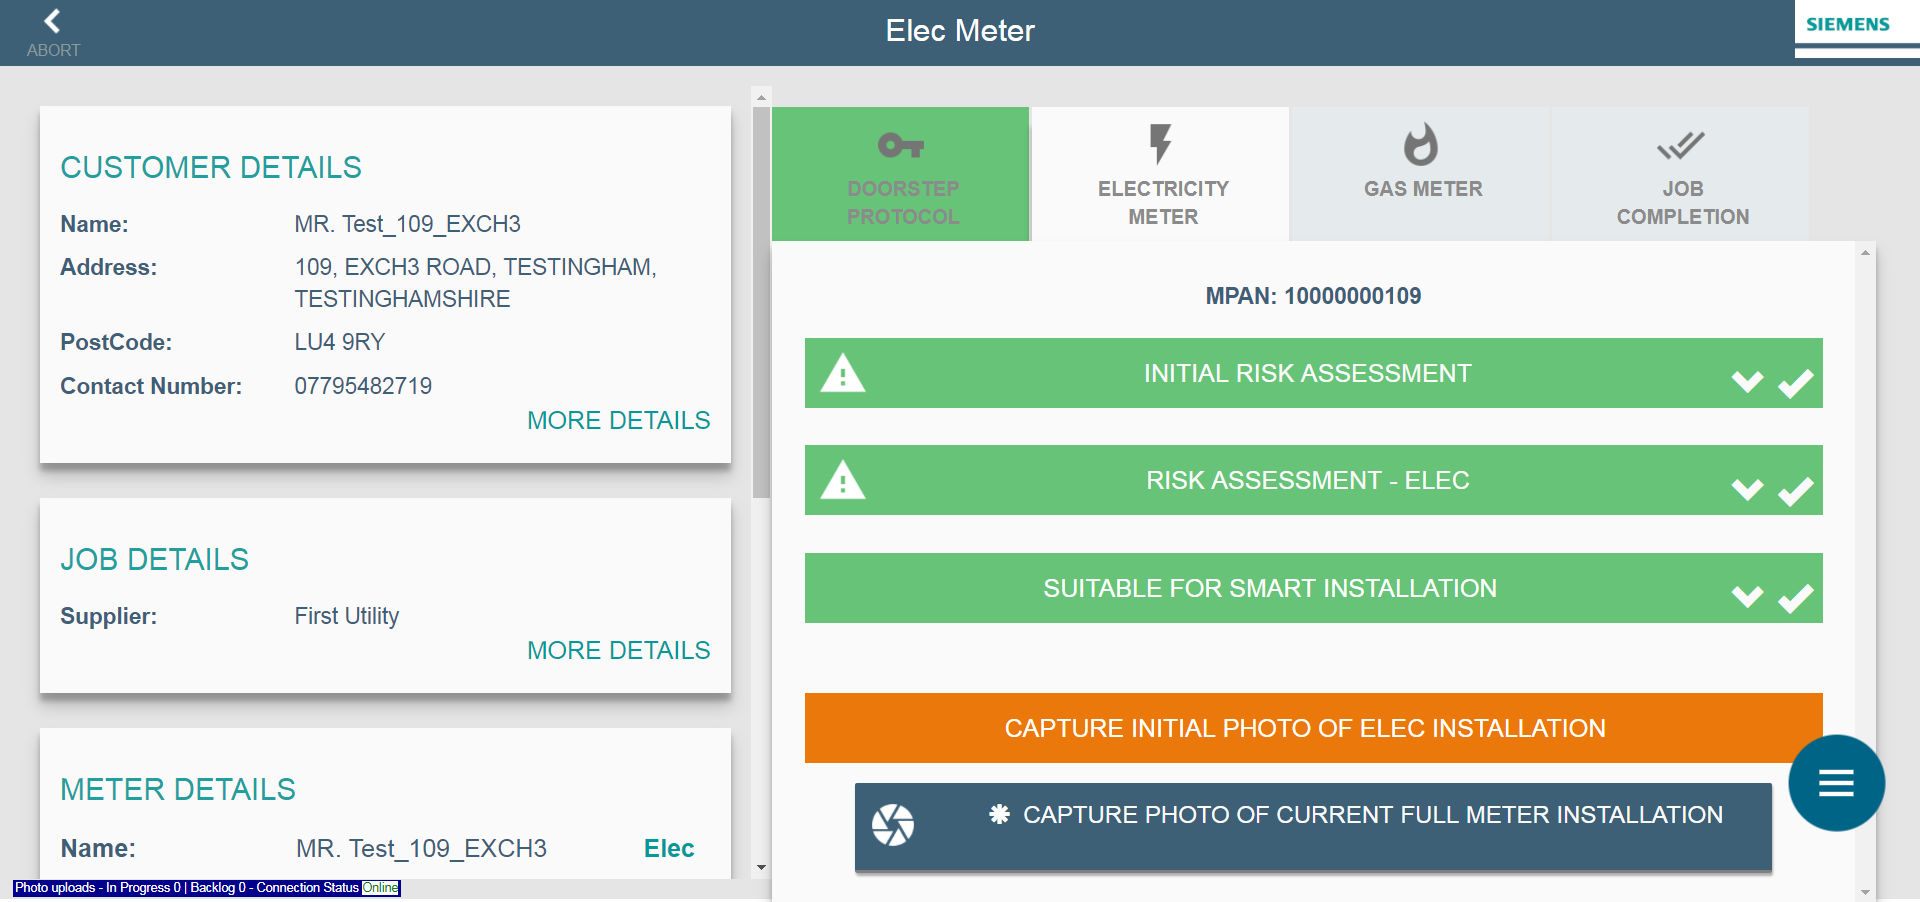 ABORT
Elec Meter
SIEMENS
CUSTOMER DETAILS
Name: MR. Test_109_EXCH3
Address: 109, EXCH3 ROAD, TESTINGHAM,
TESTINGHAMSHIRE
PostCode: LU4 9RY
Contact Number: 07795482719
MORE DETAILS
JOB DETAILS
Supplier: First Utility
MORE DETAILS
METER DETAILS
Name: MR. Test_109_EXCH3 Elec
Photo uploads - In Progress 0 | Backlog 0 - Connection Status Online
DOORSTEP
PROTOCOL
ELECTRICITY
METER
GAS METER
JOB
COMPLETION
MPAN: 10000000109
INITIAL RISK ASSESSMENT
RISK ASSESSMENT - ELEC
SUITABLE FOR SMART INSTALLATION
CAPTURE INITIAL PHOTO OF ELEC INSTALLATION
✱ CAPTURE PHOTO OF CURRENT FULL METER INSTALLATION